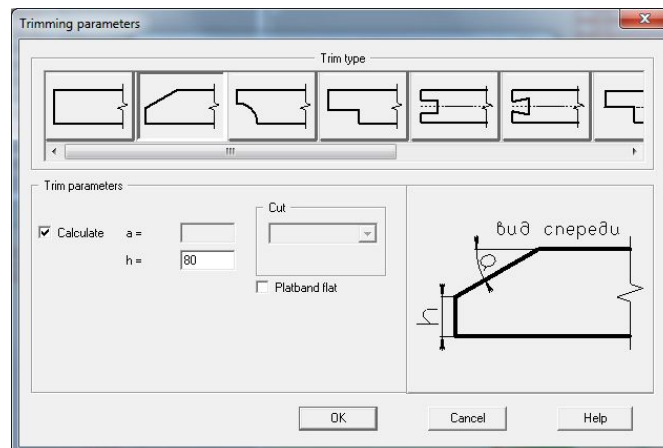 Trimming parameters
Trim type
Trim parameters
Calculate
a =
h =
80
Cut
Platband flat
вид спереди
a
h
OK
Cancel
Help